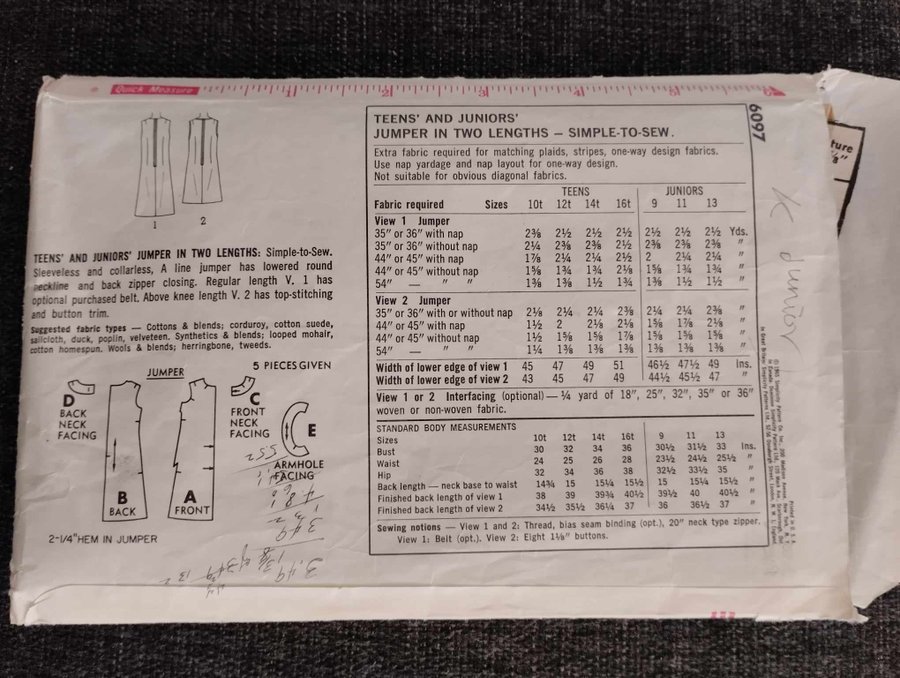 Quick Measure
1 2 3 4 5 6
1 2
TEENS' AND JUNIORS' JUMPER IN TWO LENGTHS: Simple-to-Sew.
Sleeveless and collarless, A line jumper has lowered round
neckline and back zipper closing. Regular length V. 1 has
optional purchased belt. Above knee length V. 2 has top-stitching
and button trim.
Suggested fabric types — Cottons & blends; corduroy, cotton suede,
sailcloth, duck, poplin, velveteen. Synthetics & blends; looped mohair,
cotton homespun. Wools & blends; herringbone, tweeds.
JUMPER
5 PIECES GIVEN
D
BACK
NECK
FACING
C
FRONT
NECK
FACING
E
ARMHOLE
FACING
B
BACK
A
FRONT
2-1/4" HEM IN JUMPER
3.49
3.49
TEENS' AND JUNIORS'
JUMPER IN TWO LENGTHS — SIMPLE-TO-SEW.
6097
Extra fabric required for matching plaids, stripes, one-way design fabrics.
Use nap yardage and nap layout for one-way design.
Not suitable for obvious diagonal fabrics.
TEENS JUNIORS
Fabric required Sizes 10t 12t 14t 16t 9 11 13
View 1 Jumper
35" or 36" with nap 2⅜ 2½ 2½ 2½ 2½ 2½ 2½ Yds.
35" or 36" without nap 2¼ 2⅜ 2⅜ 2½ 2⅜ 2⅜ 2⅜ "
44" or 45" with nap 1⅞ 2¼ 2¼ 2½ 2 2¼ 2¼ "
44" or 45" without nap 1⅝ 1¾ 1¾ 2⅛ 1⅝ 1¾ 1¾ "
54" — " " 1⅜ 1⅜ 1½ 1¾ 1⅜ 1½ 1½ "
View 2 Jumper
35" or 36" with or without nap 2⅛ 2¼ 2¼ 2⅜ 2¼ 2¼ 2⅜ "
44" or 45" with nap 1½ 2 2⅛ 2⅛ 1⅝ 1⅞ 2⅛ "
44" or 45" without nap 1½ 1⅝ 1⅝ 1⅞ 1⅝ 1⅝ 1⅝ "
54" — " " 1¼ 1⅜ 1⅜ 1⅜ 1⅜ 1⅜ 1⅜ "
Width of lower edge of view 1 45 47 49 51 46½ 47½ 49 Ins.
Width of lower edge of view 2 43 45 47 49 44½ 45½ 47 "
View 1 or 2 Interfacing (optional) — ¼ yard of 18", 25", 32", 35" or 36"
woven or non-woven fabric.
STANDARD BODY MEASUREMENTS
Sizes 10t 12t 14t 16t 9 11 13
Bust 30 32 34 36 30½ 31½ 33 Ins.
Waist 24 25 26 28 23½ 24½ 25½ "
Hip 32 34 36 38 32½ 33½ 35 "
Back length — neck base to waist 14¾ 15 15¼ 15½ 15 15¼ 15½ "
Finished back length of view 1 38 39 39¾ 40½ 39½ 40 40½ "
Finished back length of view 2 34½ 35½ 36¼ 37 36 36½ 37 "
Sewing notions — View 1 and 2: Thread, bias seam binding (opt.), 20" neck type zipper.
View 1: Belt (opt.). View 2: Eight 1⅛" buttons.
junior
ture
⅝"